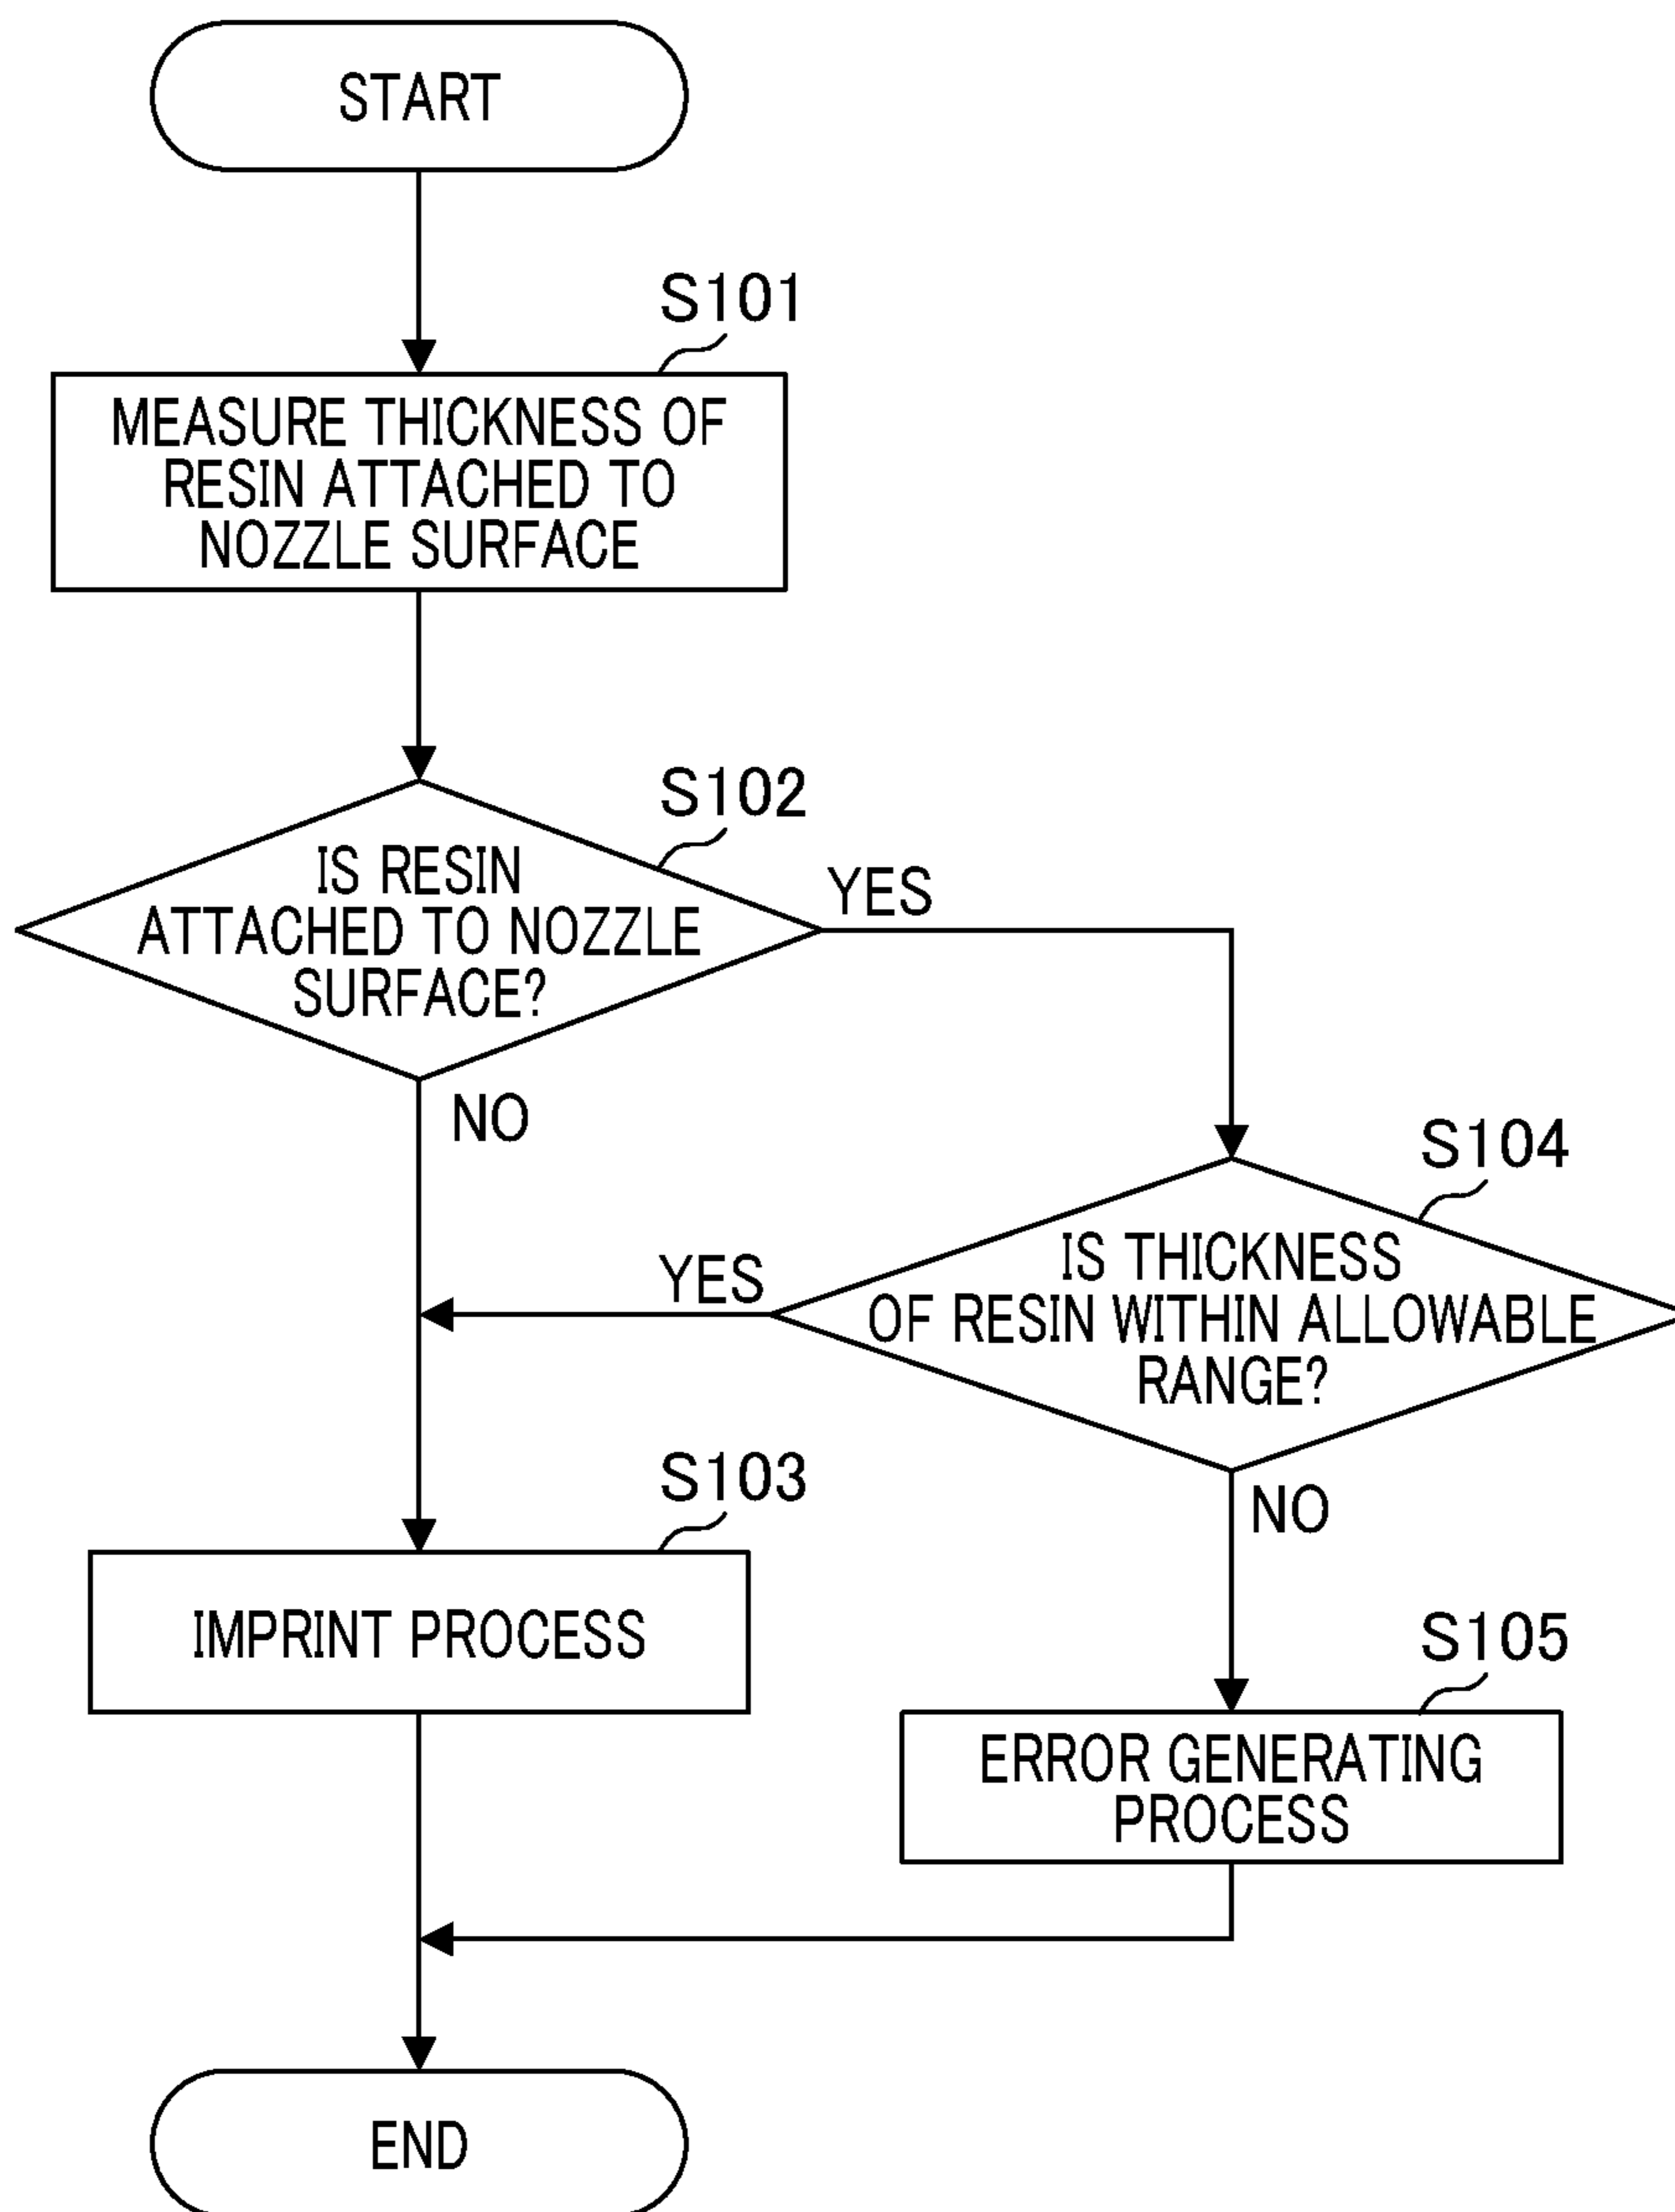 START
S101
MEASURE THICKNESS OF
RESIN ATTACHED TO
NOZZLE SURFACE
S102
IS RESIN
ATTACHED TO NOZZLE
SURFACE?
YES
NO
S104
IS THICKNESS
OF RESIN WITHIN ALLOWABLE
RANGE?
YES
NO
S103
IMPRINT PROCESS
S105
ERROR GENERATING
PROCESS
END